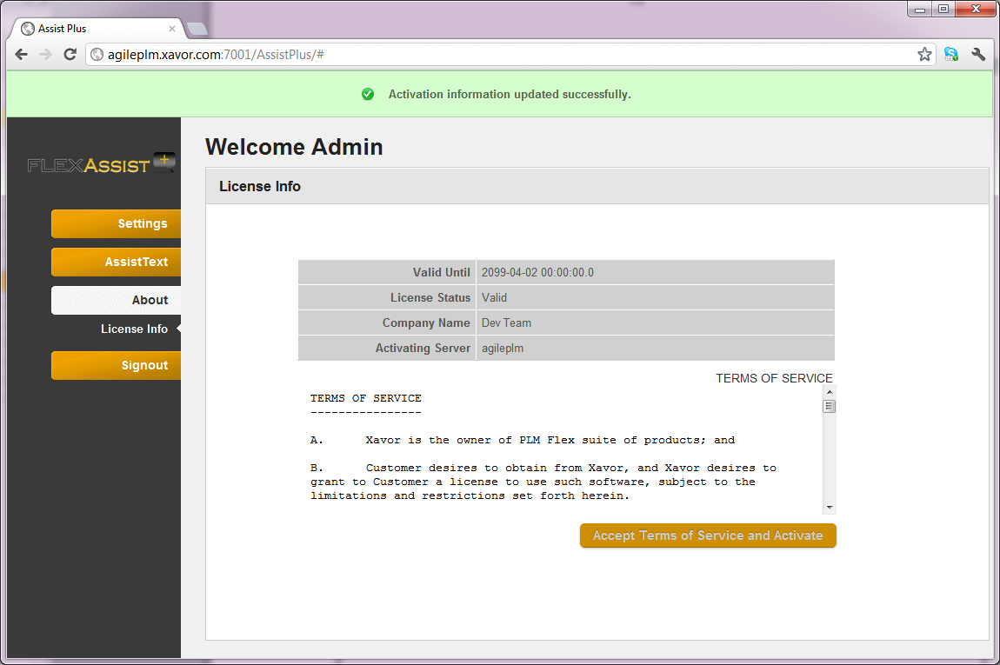 Assist Plus
agileplm.xavor.com:7001/AssistPlus/#
Activation information updated successfully.
FLEXASSIST
Settings
AssistText
About
License Info
Signout
Welcome Admin
License Info
Valid Until 2099-04-02 00:00:00.0
License Status Valid
Company Name Dev Team
Activating Server agileplm
TERMS OF SERVICE
TERMS OF SERVICE
----------------
A. Xavor is the owner of PLM Flex suite of products; and
B. Customer desires to obtain from Xavor, and Xavor desires to
grant to Customer a license to use such software, subject to the
limitations and restrictions set forth herein.
Accept Terms of Service and Activate